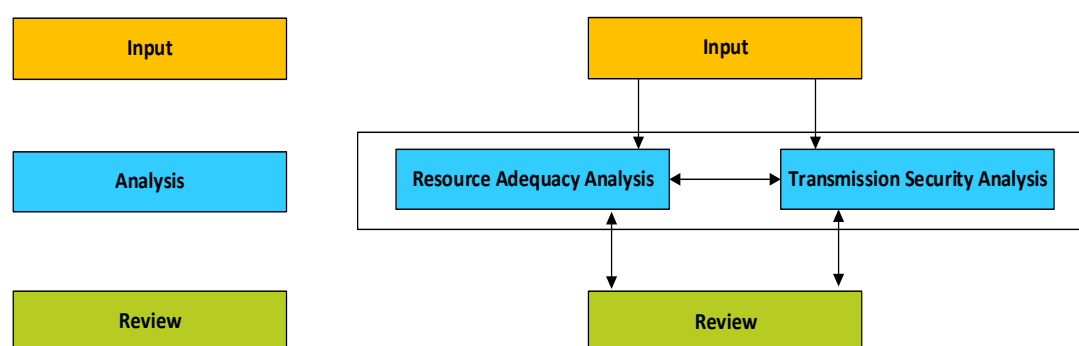 Input
Input
Analysis
Resource Adequacy Analysis
Transmission Security Analysis
Review
Review